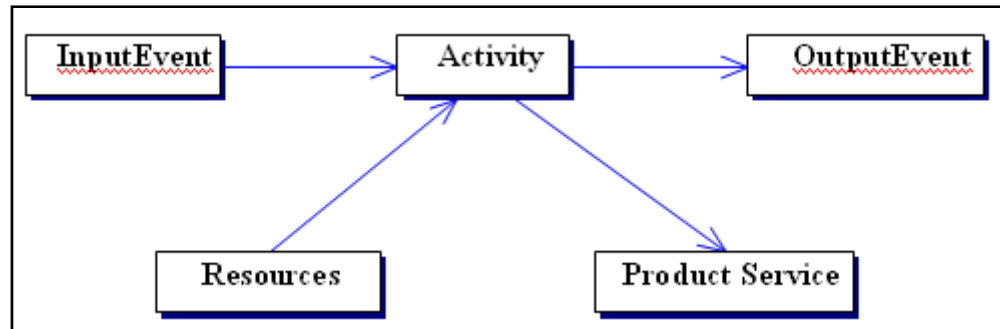 InputEvent
Activity
OutputEvent
Resources
Product Service